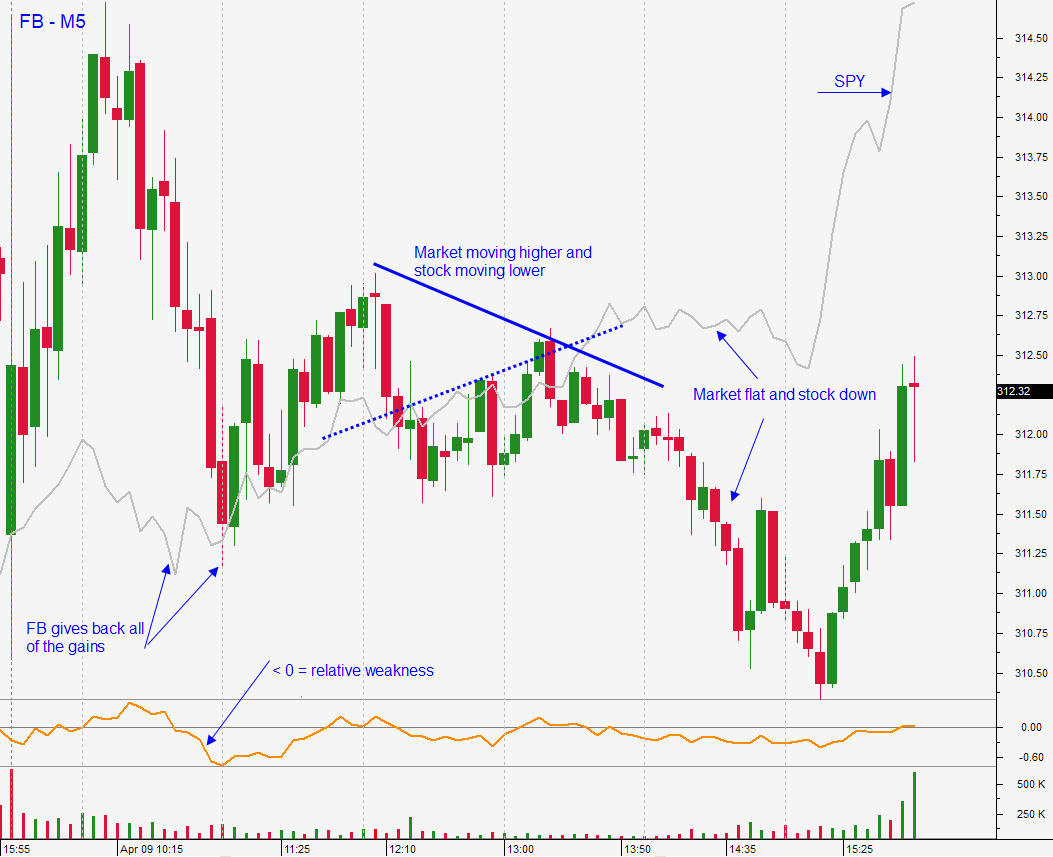 FB - M5
SPY
Market moving higher and
stock moving lower
Market flat and stock down
FB gives back all
of the gains
< 0 = relative weakness
314.50
314.25
314.00
313.75
313.50
313.25
313.00
312.75
312.50
312.32
312.00
311.75
311.50
311.25
311.00
310.75
310.50
0.00
-0.60
500 K
250 K
15:55
Apr 09 10:15
11:25
12:10
13:00
13:50
14:35
15:25